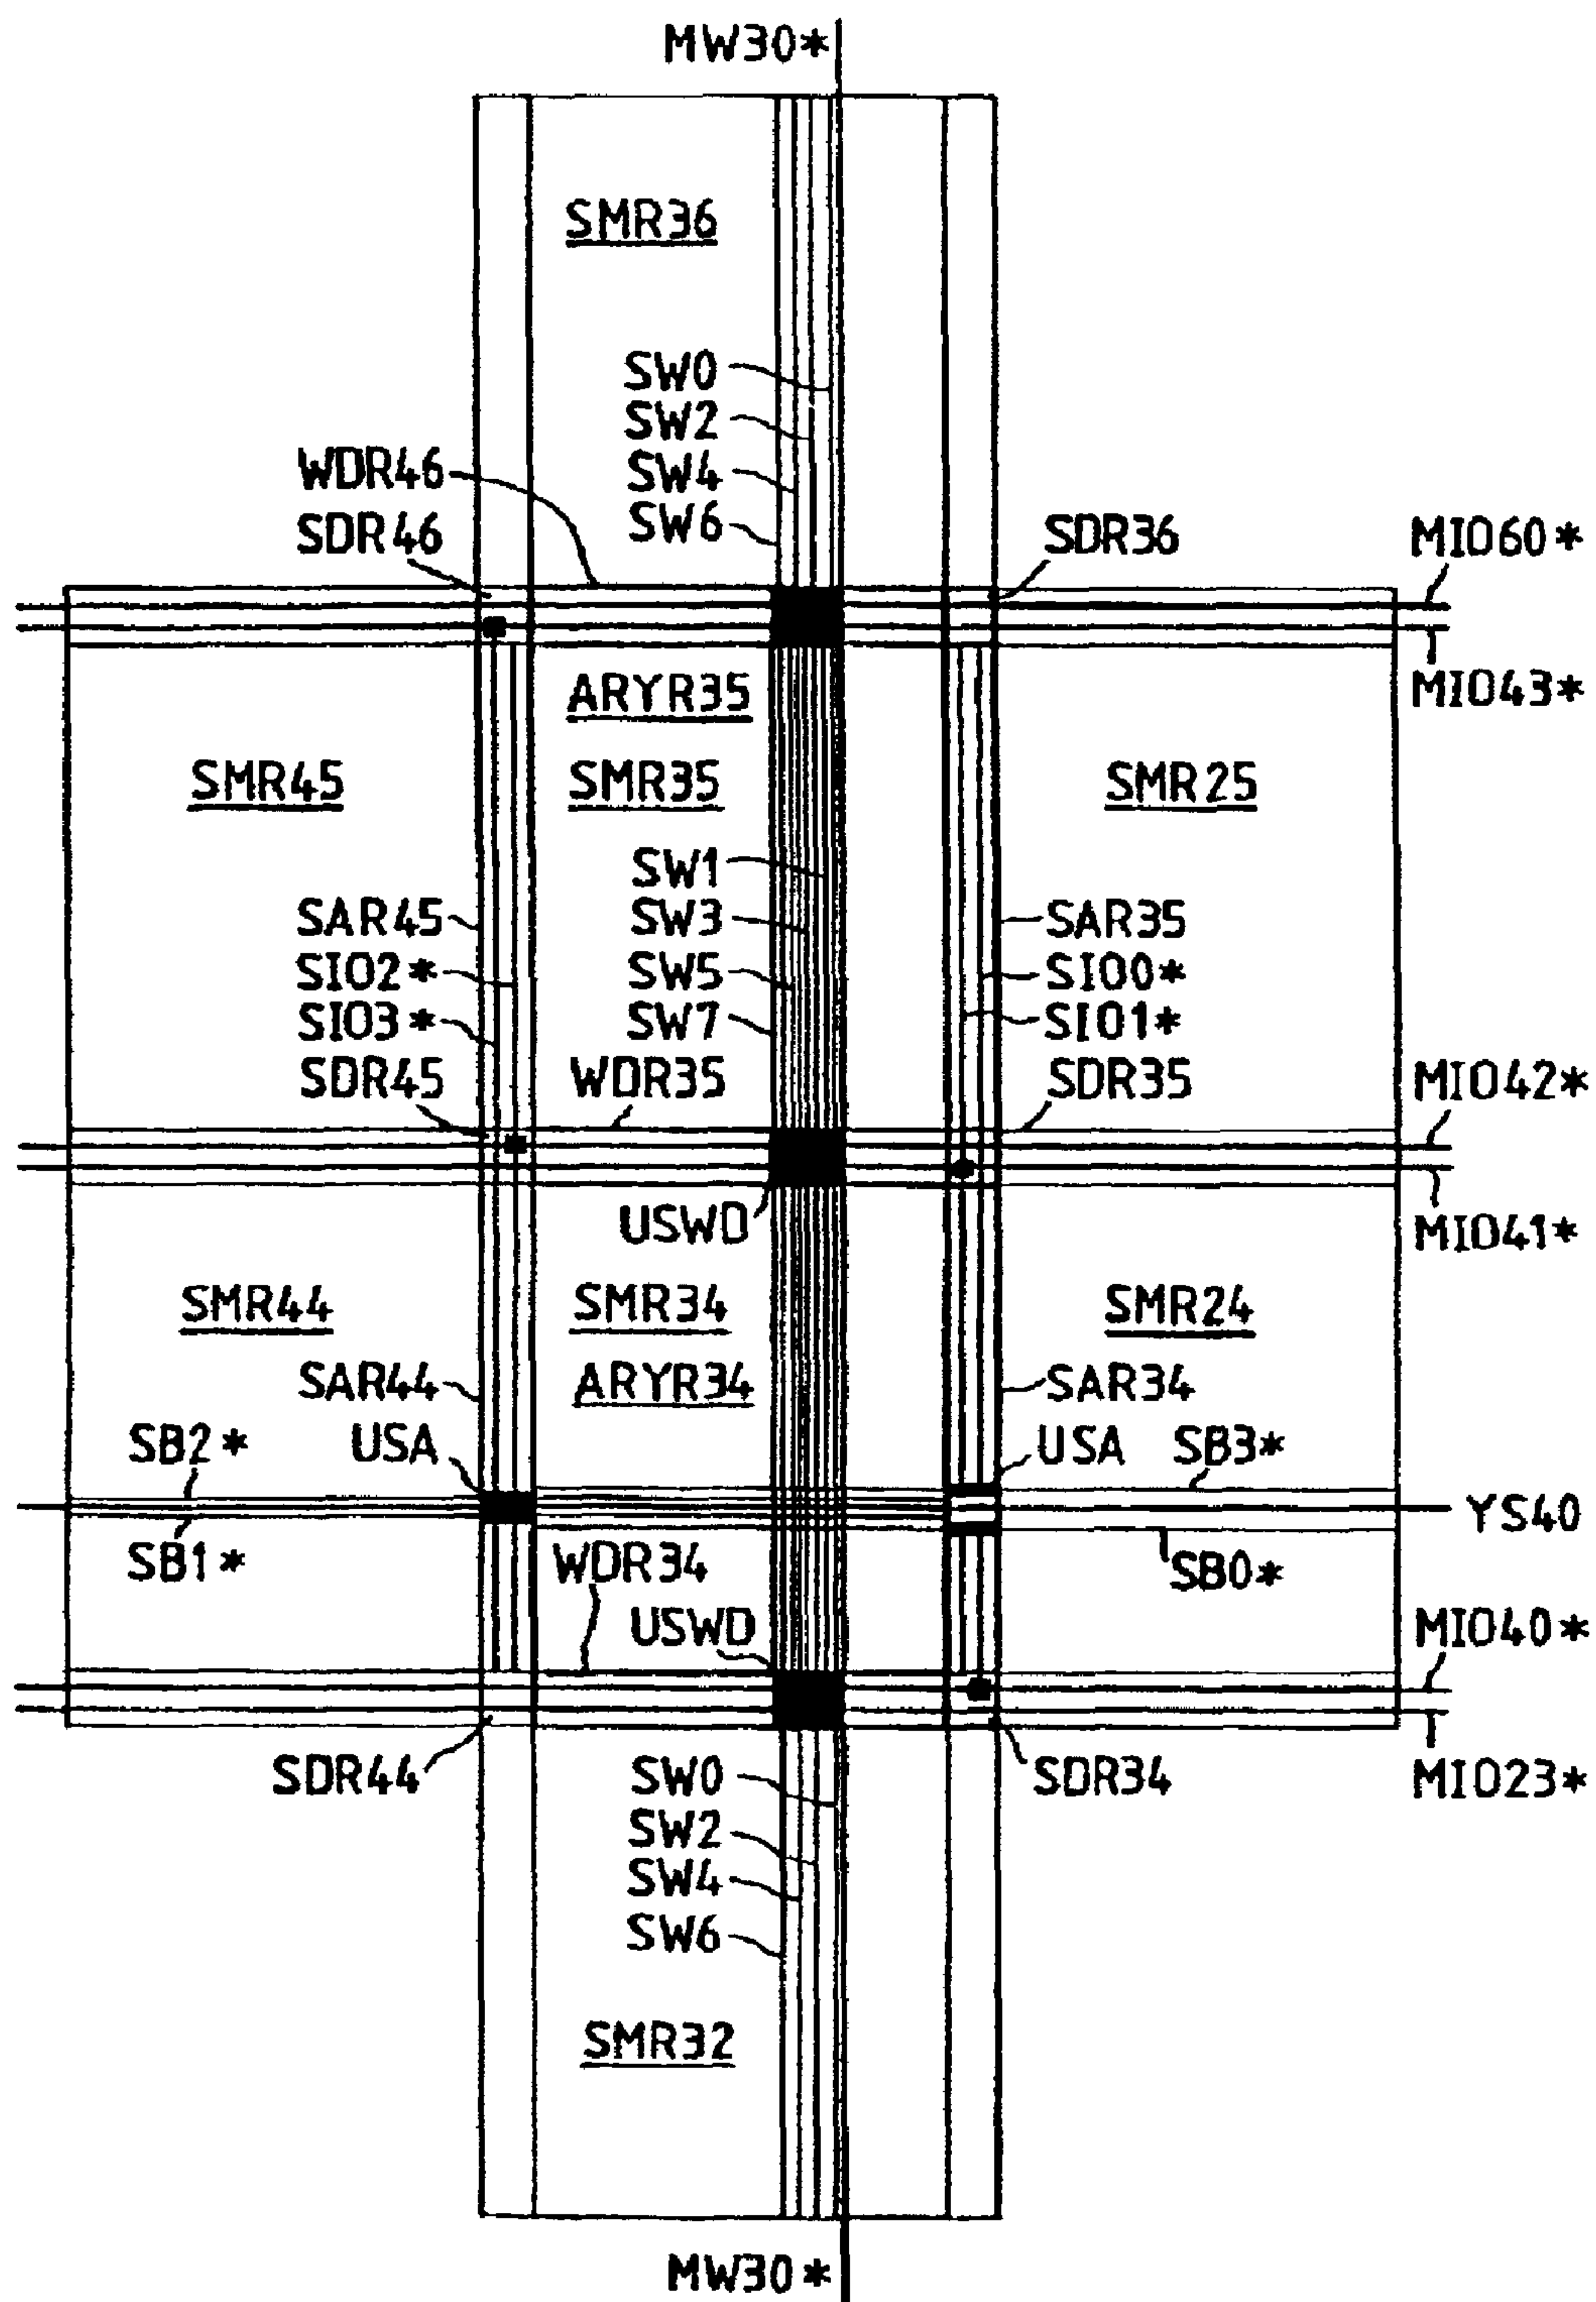 MW30*
SMR36
SW0
SW2
WDR46
SW4
SDR46
SW6
SDR36
MIO60*
MIO43*
ARYR35
SMR45
SMR35
SMR25
SW1
SAR45
SW3
SAR35
SIO2*
SW5
SIO0*
SIO3*
SW7
SIO1*
SDR45
WDR35
SDR35
MIO42*
USWD
MIO41*
SMR44
SMR34
SMR24
SAR44
ARYR34
SAR34
SB2*
USA
USA
SB3*
YS40
SB1*
WDR34
SB0*
USWD
MIO40*
SDR44
SW0
SDR34
MIO23*
SW2
SW4
SW6
SMR32
MW30*